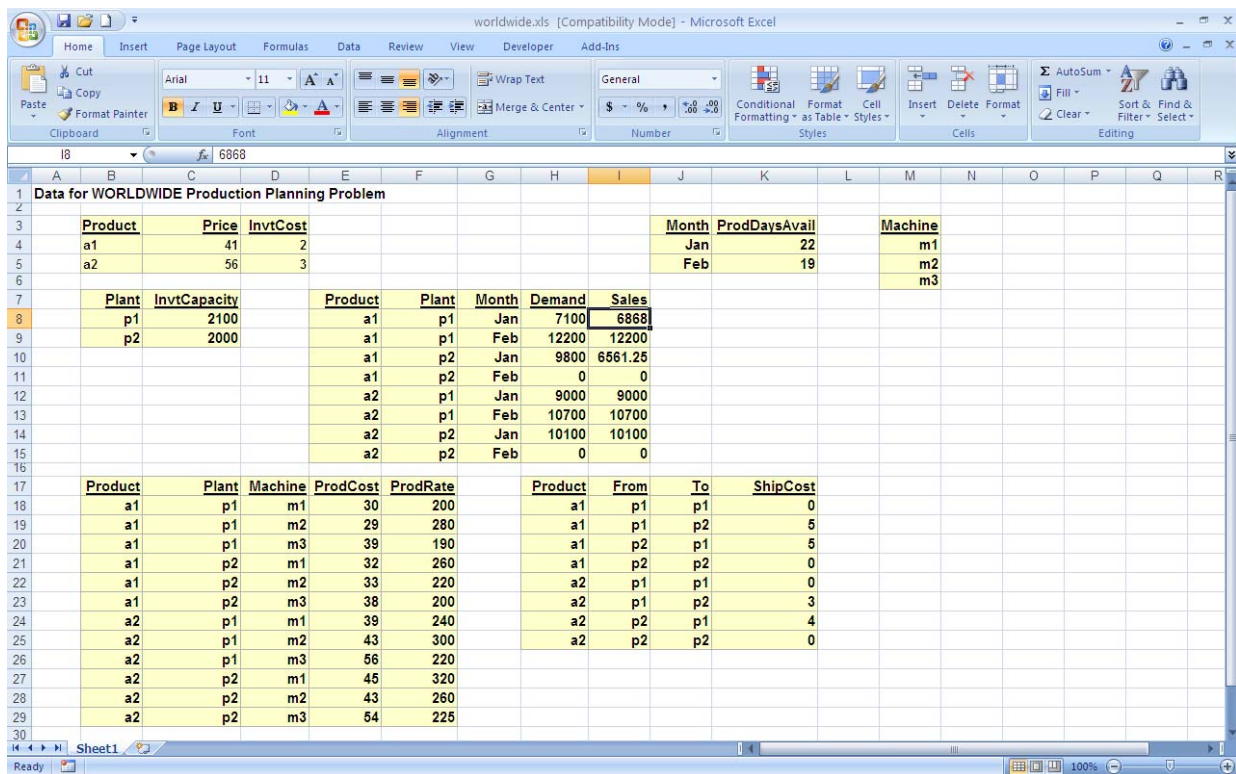 worldwide.xls [Compatibility Mode] - Microsoft Excel
Home Insert Page Layout Formulas Data Review View Developer Add-Ins
Paste
Cut
Copy
Format Painter
Clipboard
Arial 11
B I U
Font
Wrap Text
Merge & Center
Alignment
General
$ % ,
Number
Conditional Formatting
Format as Table
Cell Styles
Styles
Insert Delete Format
Cells
Σ AutoSum
Fill
Clear
Sort & Filter
Find & Select
Editing
I8 fx 6868
A B C D E F G H I J K L M N O P Q R
1 Data for WORLDWIDE Production Planning Problem
2
3 Product Price InvtCost Month ProdDaysAvail Machine
4 a1 41 2 Jan 22 m1
5 a2 56 3 Feb 19 m2
6 m3
7 Plant InvtCapacity Product Plant Month Demand Sales
8 p1 2100 a1 p1 Jan 7100 6868
9 p2 2000 a1 p1 Feb 12200 12200
10 a1 p2 Jan 9800 6561.25
11 a1 p2 Feb 0 0
12 a2 p1 Jan 9000 9000
13 a2 p1 Feb 10700 10700
14 a2 p2 Jan 10100 10100
15 a2 p2 Feb 0 0
16
17 Product Plant Machine ProdCost ProdRate Product From To ShipCost
18 a1 p1 m1 30 200 a1 p1 p1 0
19 a1 p1 m2 29 280 a1 p1 p2 5
20 a1 p1 m3 39 190 a1 p2 p1 5
21 a1 p2 m1 32 260 a1 p2 p2 0
22 a1 p2 m2 33 220 a2 p1 p1 0
23 a1 p2 m3 38 200 a2 p1 p2 3
24 a2 p1 m1 39 240 a2 p2 p1 4
25 a2 p1 m2 43 300 a2 p2 p2 0
26 a2 p1 m3 56 220
27 a2 p2 m1 45 320
28 a2 p2 m2 43 260
29 a2 p2 m3 54 225
30
Sheet1
Ready 100%